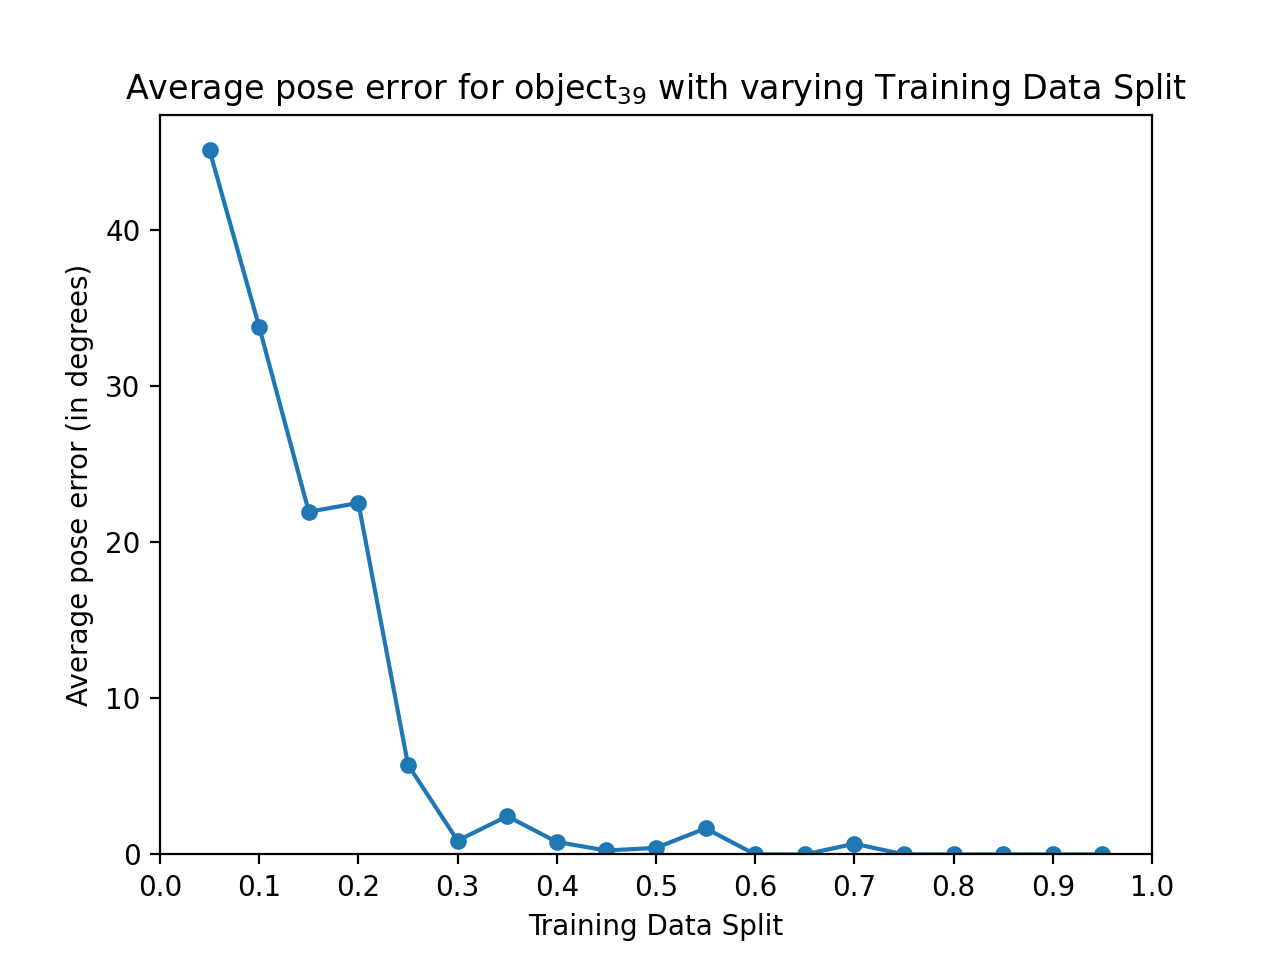 Average pose error for object₃₉ with varying Training Data Split
Average pose error (in degrees)
40
30
20
10
0
0.0 0.1 0.2 0.3 0.4 0.5 0.6 0.7 0.8 0.9 1.0
Training Data Split